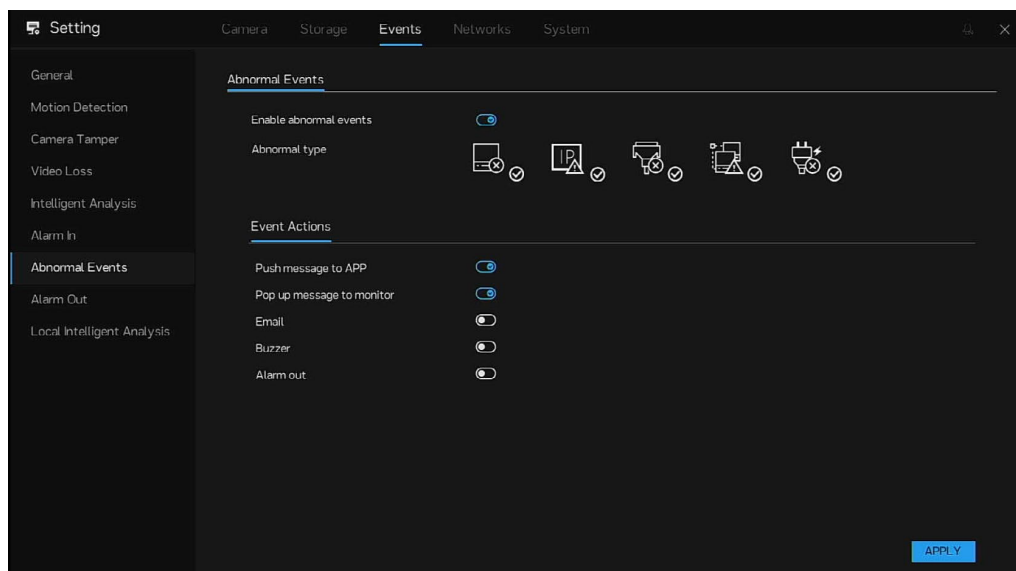 Setting
Camera Storage Events Networks System
General
Motion Detection
Camera Tamper
Video Loss
Intelligent Analysis
Alarm In
Abnormal Events
Alarm Out
Local Intelligent Analysis
Abnormal Events
Enable abnormal events
Abnormal type
IP
Event Actions
Push message to APP
Pop up message to monitor
Email
Buzzer
Alarm out
APPLY